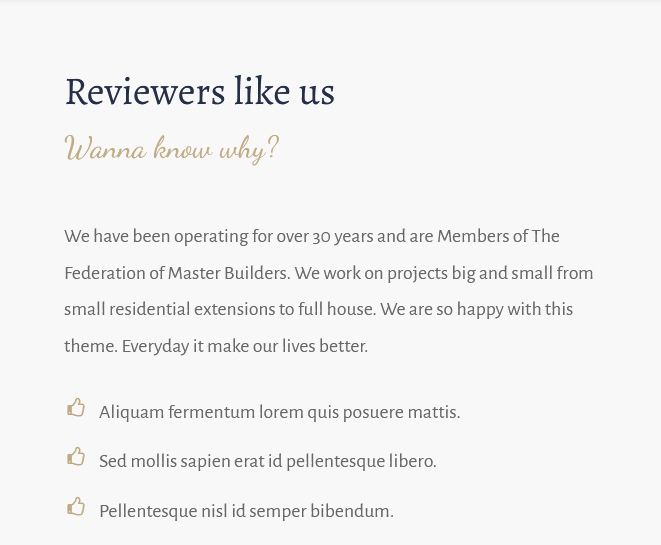 Reviewers like us
Wanna know why?
We have been operating for over 30 years and are Members of The
Federation of Master Builders. We work on projects big and small from
small residential extensions to full house. We are so happy with this
theme. Everyday it make our lives better.
Aliquam fermentum lorem quis posuere mattis.
Sed mollis sapien erat id pellentesque libero.
Pellentesque nisl id semper bibendum.